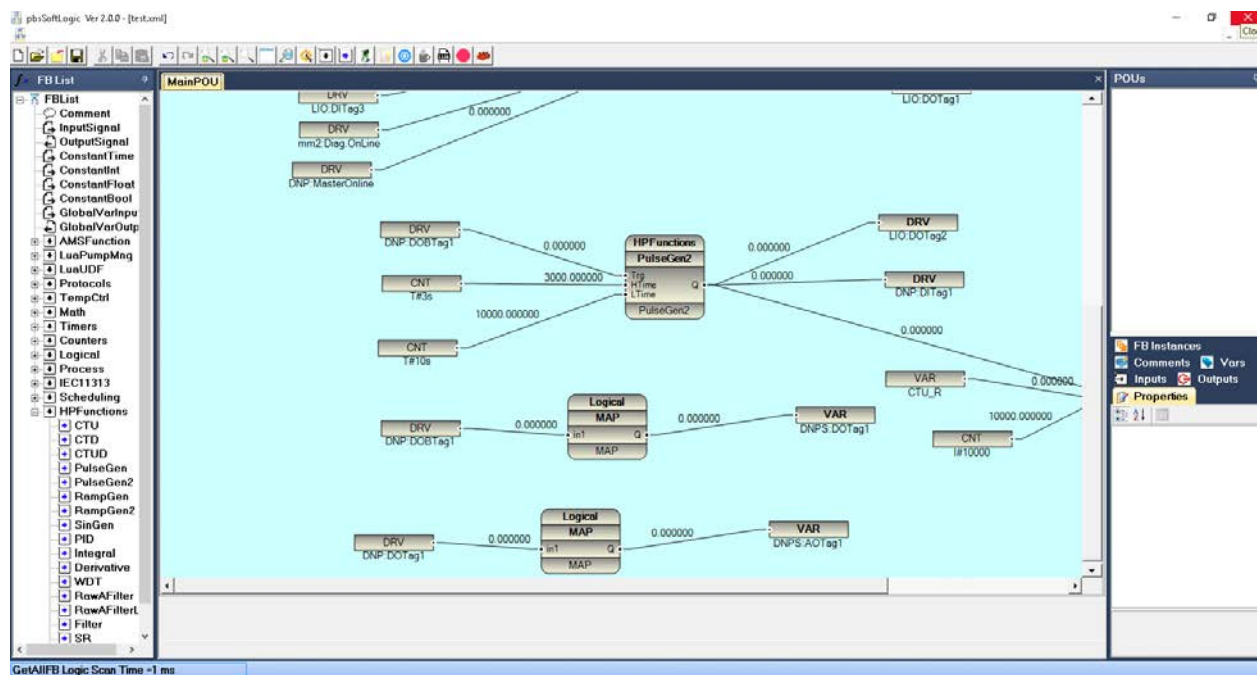 pbsSoftLogic Ver 2.0.0 - [test.xml]
Clo
FB List
MainPOU
POUs
FBList
Comment
InputSignal
OutputSignal
ConstantTime
ConstantInt
ConstantFloat
ConstantBool
GlobalVarInpu
GlobalVarOutp
AMSFunction
LuaPumpMng
LuaUDF
Protocols
TempCtrl
Math
Timers
Counters
Logical
Process
IEC11313
Scheduling
HPFunctions
CTU
CTD
CTUD
PulseGen
PulseGen2
RampGen
RampGen2
SinGen
PID
Integral
Derivative
WDT
RawAFilter
RawAFilterL
Filter
SR
DRV
LIO:DITag3
0.000000
LIO:DOTag1
DRV
mm2:Diag.OnLine
DRV
DNP:MasterOnline
DRV
DNP:DOBTag1
0.000000
HPFunctions
PulseGen2
Trg
HTime Q
LTime
PulseGen2
0.000000
DRV
LIO:DOTag2
CNT
T#3s
3000.000000
0.000000
DRV
DNP:DITag1
10000.000000
CNT
T#10s
0.000000
VAR
CTU_R
0.000000
10000.000000
CNT
I#10000
DRV
DNP:DOBTag1
0.000000
Logical
MAP
in1 Q
MAP
0.000000
VAR
DNPS:DOTag1
DRV
DNP:DOTag1
0.000000
Logical
MAP
in1 Q
MAP
0.000000
VAR
DNPS:AOTag1
FB Instances
Comments Vars
Inputs Outputs
Properties
GetAllFB Logic Scan Time =1 ms